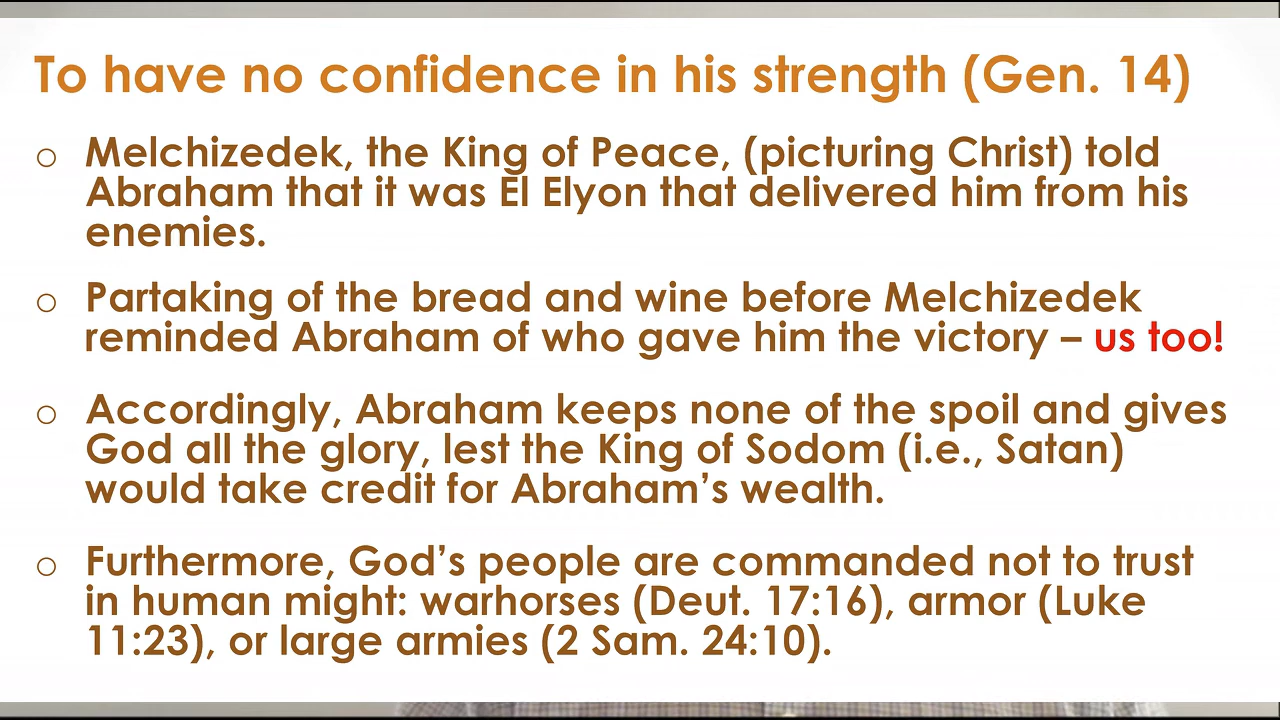 To have no confidence in his strength (Gen. 14)
Melchizedek, the King of Peace, (picturing Christ) told
Abraham that it was El Elyon that delivered him from his
enemies.
Partaking of the bread and wine before Melchizedek
reminded Abraham of who gave him the victory – us too!
Accordingly, Abraham keeps none of the spoil and gives
God all the glory, lest the King of Sodom (i.e., Satan)
would take credit for Abraham's wealth.
Furthermore, God's people are commanded not to trust
in human might: warhorses (Deut. 17:16), armor (Luke
11:23), or large armies (2 Sam. 24:10).